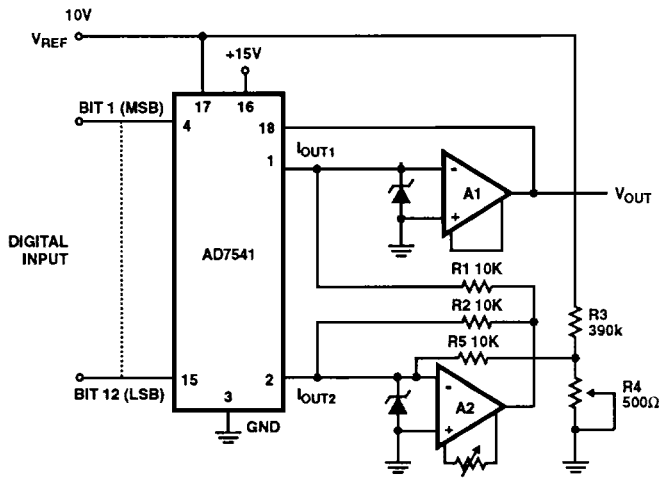 10V
VREF
+15V
BIT 1 (MSB)
17
16
4
18
1
IOUT1
-
A1
+
VOUT
DIGITAL
INPUT
AD7541
R1 10K
R2 10K
R3
390k
R5 10K
15
3
2
BIT 12 (LSB)
GND
IOUT2
-
A2
+
R4
500Ω